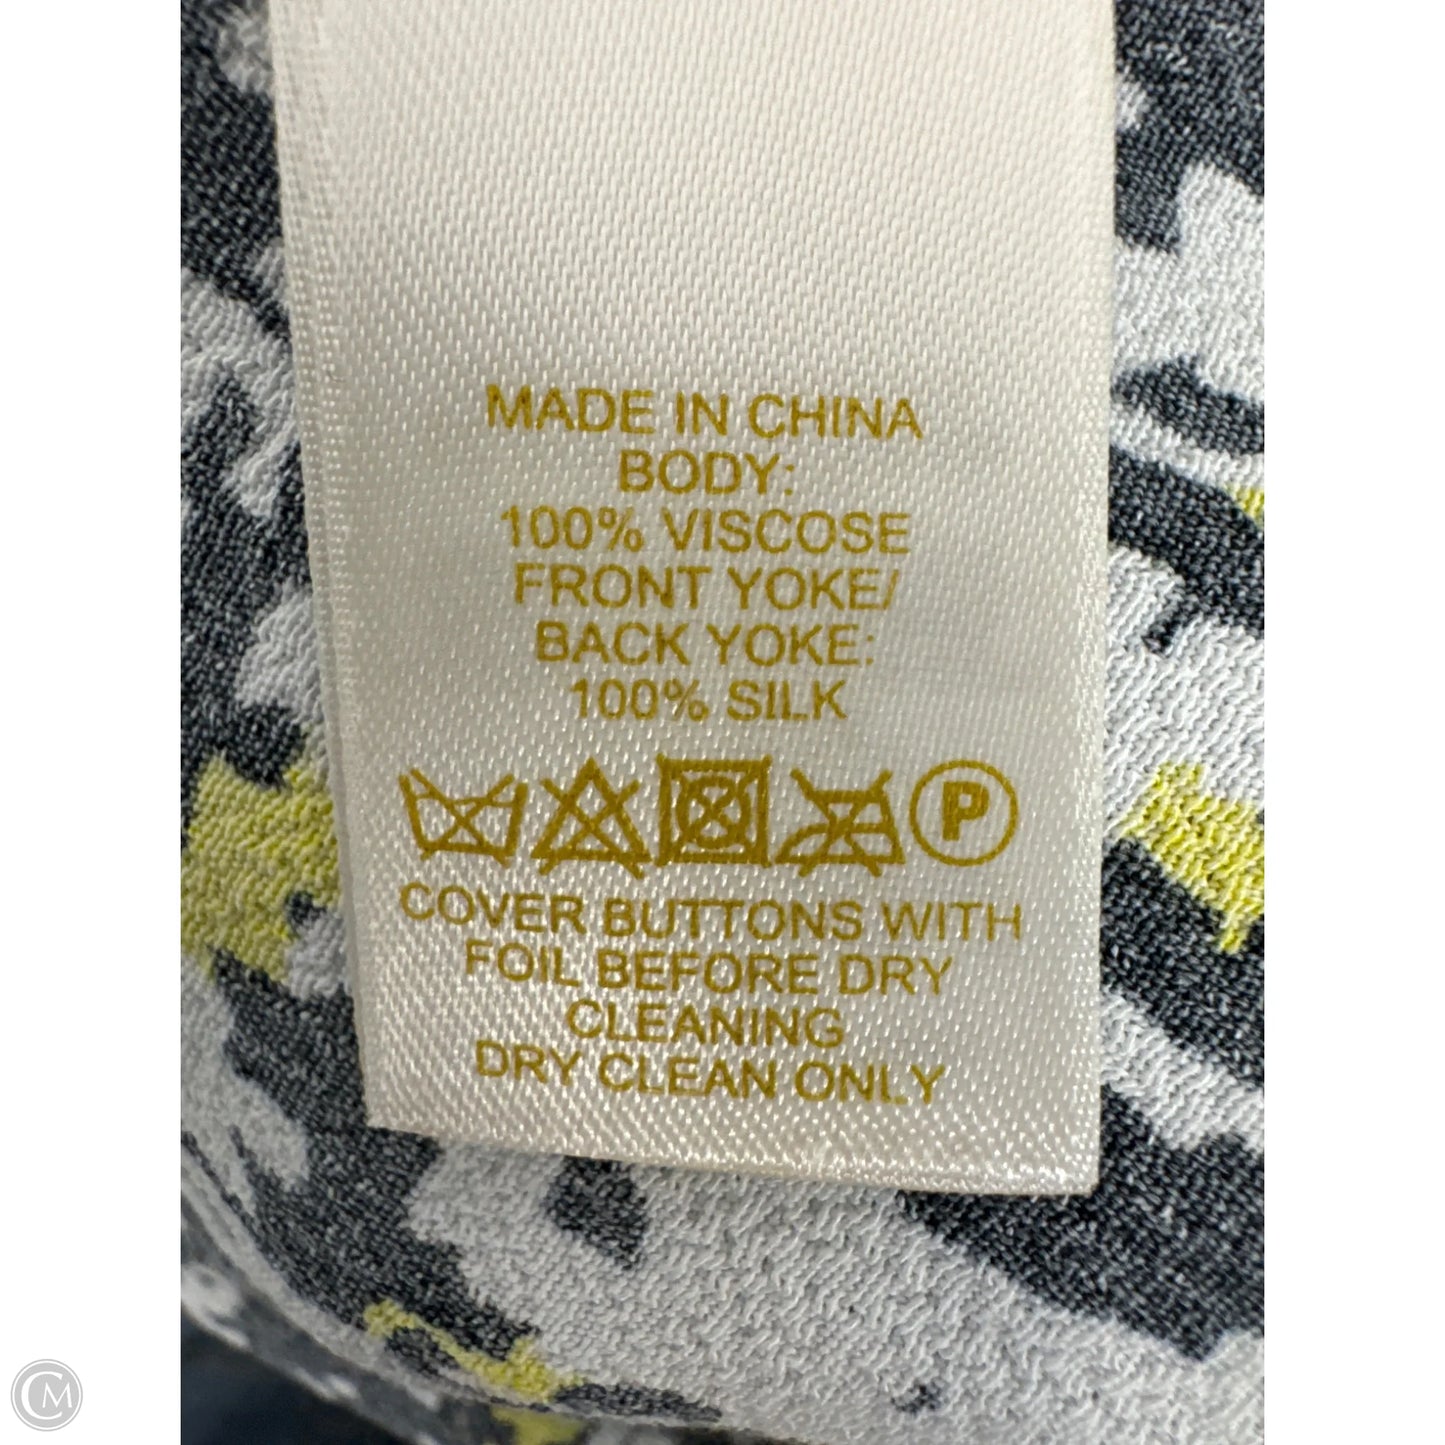 MADE IN CHINA
BODY:
100% VISCOSE
FRONT YOKE/
BACK YOKE:
100% SILK
P
COVER BUTTONS WITH
FOIL BEFORE DRY
CLEANING
DRY CLEAN ONLY
CM